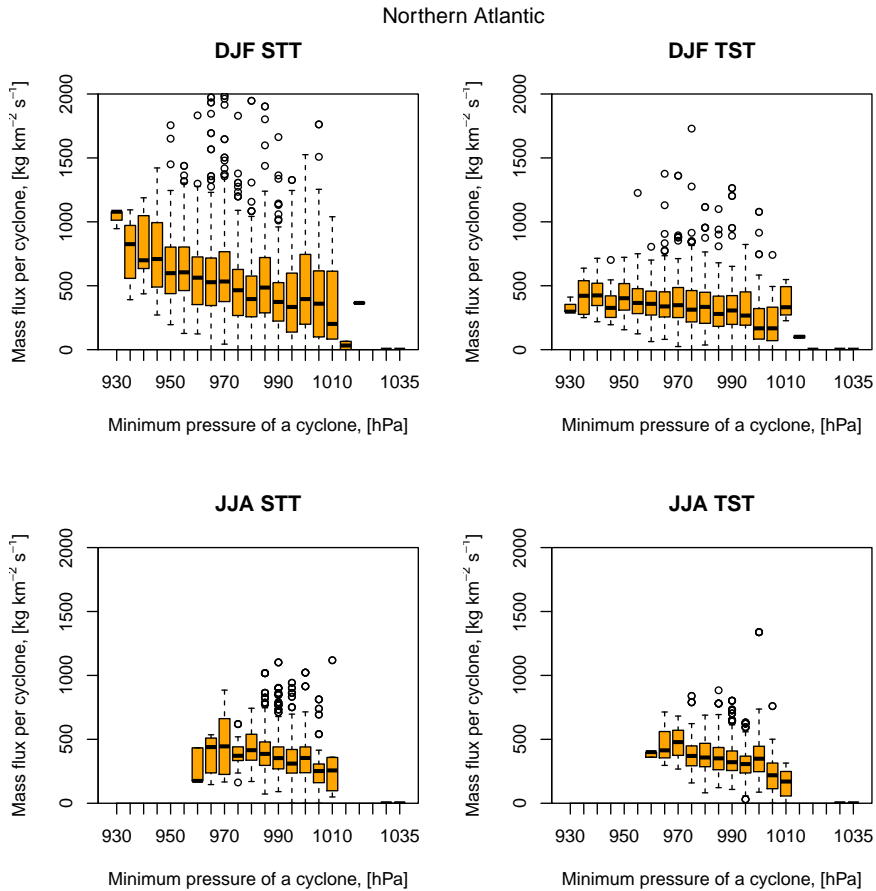 Northern Atlantic
DJF STT
DJF TST
Mass flux per cyclone, [kg km−2 s−1]
0 500 1000 1500 2000
930 950 970 990 1010 1035
Minimum pressure of a cyclone, [hPa]
Mass flux per cyclone, [kg km−2 s−1]
0 500 1000 1500 2000
930 950 970 990 1010 1035
Minimum pressure of a cyclone, [hPa]
JJA STT
JJA TST
Mass flux per cyclone, [kg km−2 s−1]
0 500 1000 1500 2000
930 950 970 990 1010 1035
Minimum pressure of a cyclone, [hPa]
Mass flux per cyclone, [kg km−2 s−1]
0 500 1000 1500 2000
930 950 970 990 1010 1035
Minimum pressure of a cyclone, [hPa]